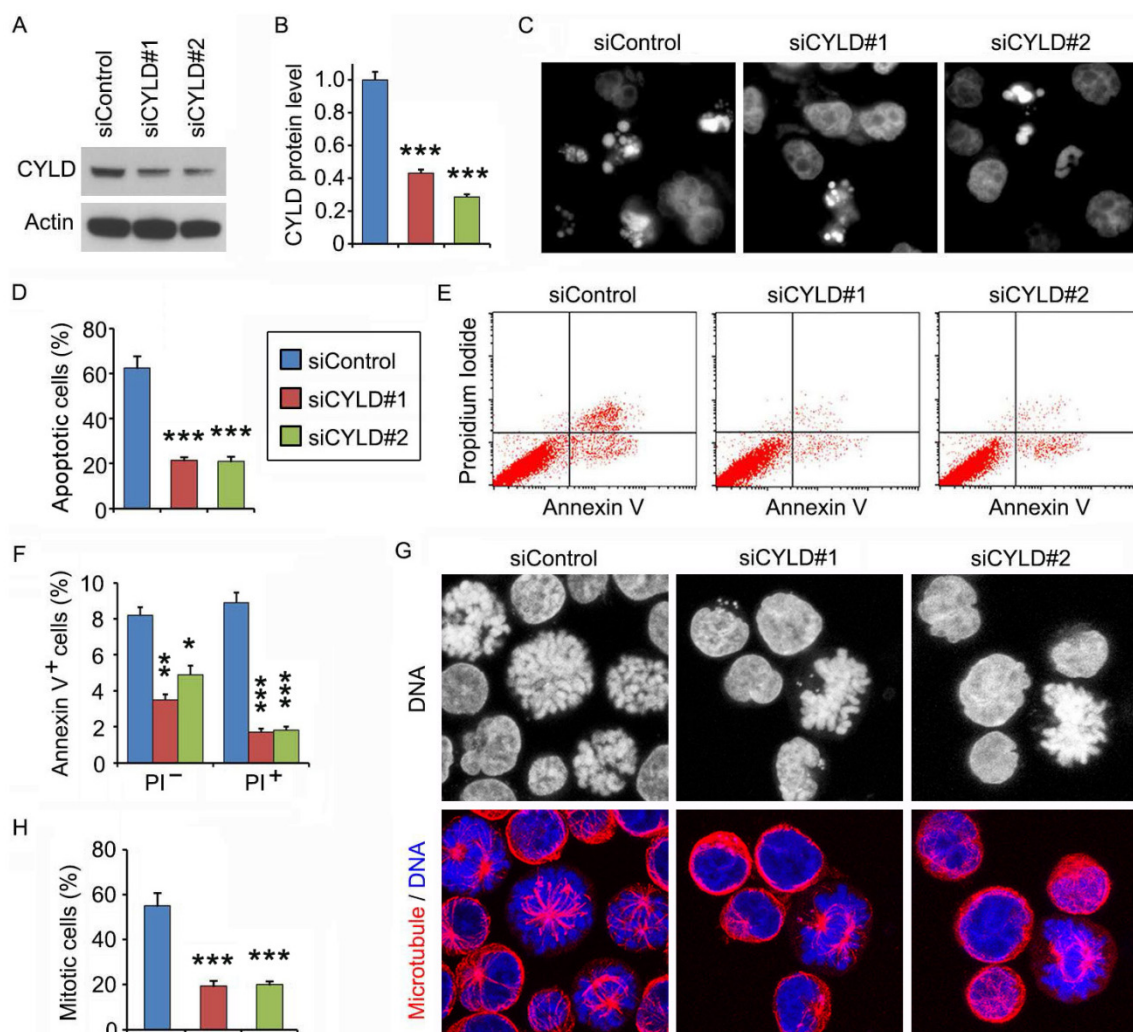 A
siControl
siCYLD#1
siCYLD#2
CYLD
Actin
B
CYLD protein level
1.0
0.8
0.6
0.4
0.2
0
***
***
C
siControl
siCYLD#1
siCYLD#2
D
Apoptotic cells (%)
80
60
40
20
0
***
***
siControl
siCYLD#1
siCYLD#2
E
siControl
siCYLD#1
siCYLD#2
Propidium Iodide
Annexin V
Annexin V
Annexin V
F
Annexin V⁺ cells (%)
10
8
6
4
2
0
**
*
***
***
PI⁻
PI⁺
G
siControl
siCYLD#1
siCYLD#2
DNA
Microtubule / DNA
H
Mitotic cells (%)
80
60
40
20
0
***
***